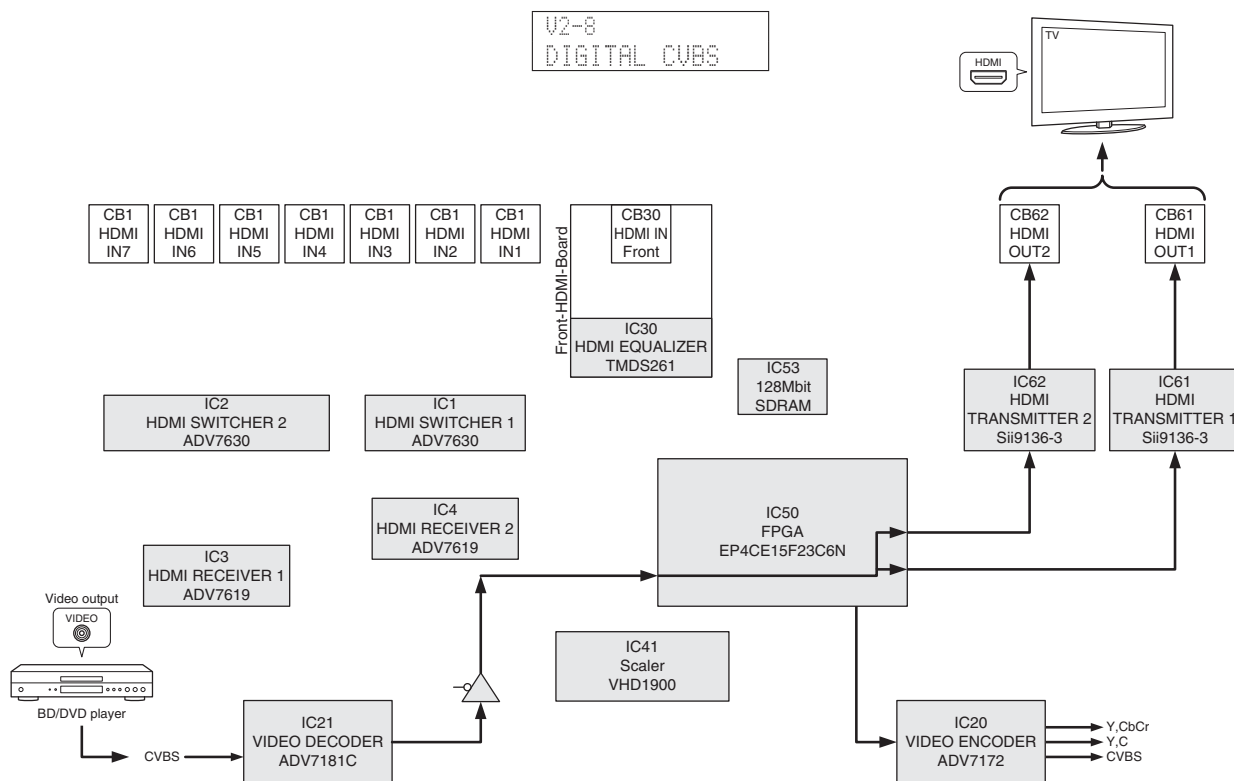 V2-8
DIGITAL CVBS
TV
HDMI
CB1
HDMI
IN7
CB1
HDMI
IN6
CB1
HDMI
IN5
CB1
HDMI
IN4
CB1
HDMI
IN3
CB1
HDMI
IN2
CB1
HDMI
IN1
Front-HDMI-Board
CB30
HDMI IN
Front
CB62
HDMI
OUT2
CB61
HDMI
OUT1
IC30
HDMI EQUALIZER
TMDS261
IC53
128Mbit
SDRAM
IC62
HDMI
TRANSMITTER 2
Sii9136-3
IC61
HDMI
TRANSMITTER 1
Sii9136-3
IC2
HDMI SWITCHER 2
ADV7630
IC1
HDMI SWITCHER 1
ADV7630
IC4
HDMI RECEIVER 2
ADV7619
IC50
FPGA
EP4CE15F23C6N
IC3
HDMI RECEIVER 1
ADV7619
Video output
VIDEO
BD/DVD player
IC41
Scaler
VHD1900
CVBS
IC21
VIDEO DECODER
ADV7181C
IC20
VIDEO ENCODER
ADV7172
Y,CbCr
Y,C
CVBS